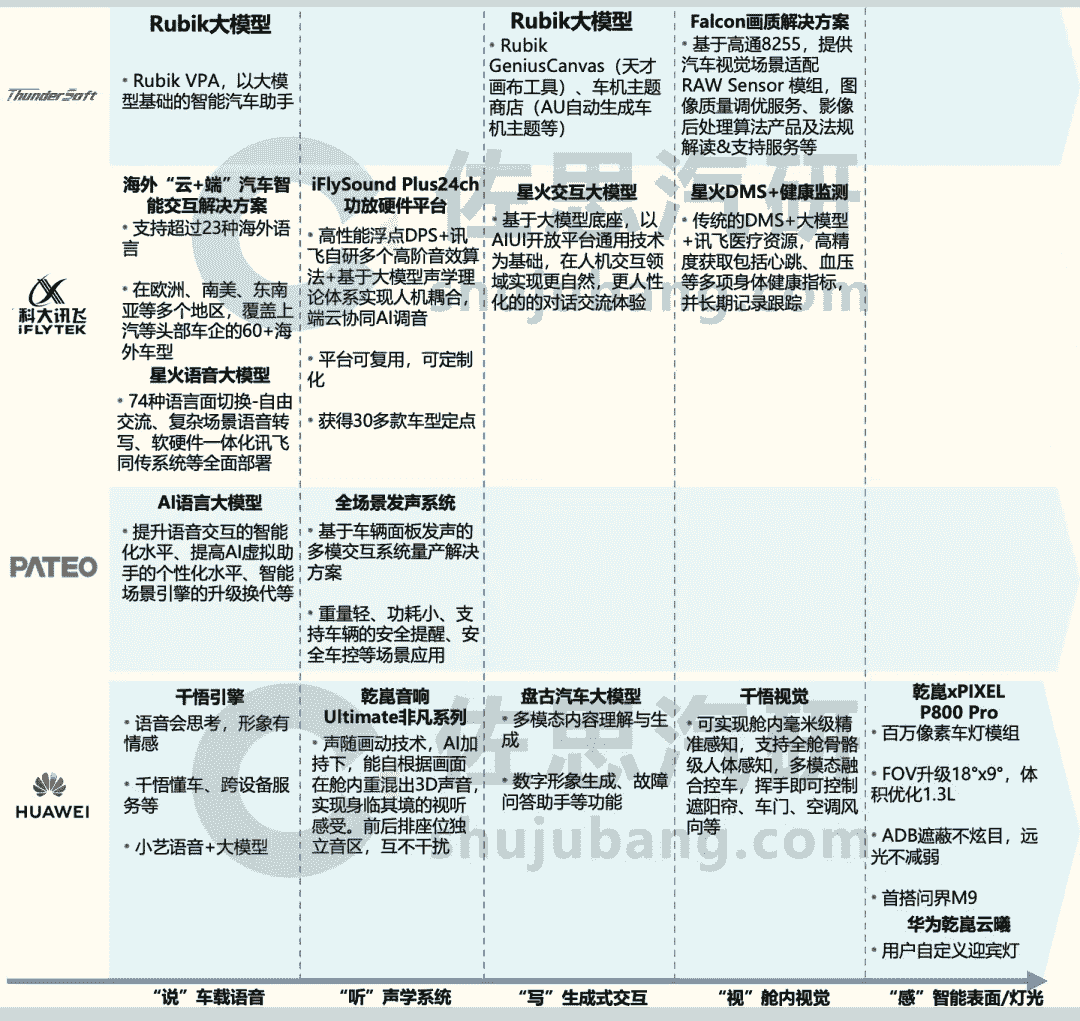 ThunderSoft
Rubik大模型
• Rubik VPA，以大模
型基础的智能汽车助手
Rubik大模型
• Rubik
GeniusCanvas（天才
画布工具）、车机主题
商店（AU自动生成车
机主题等）
Falcon画质解决方案
• 基于高通8255，提供
汽车视觉场景适配
RAW Sensor 模组，图
像质量调优服务、影像
后处理算法产品及法规
解读&支持服务等
科大讯飞
iFLYTEK
海外“云+端”汽车智
能交互解决方案
• 支持超过23种海外语
言
• 在欧洲、南美、东南
亚等多个地区，覆盖上
汽等头部车企的60+海
外车型
星火语音大模型
• 74种语言面切换-自由
交流、复杂场景语音转
写、软硬件一体化讯飞
同传系统等全面部署
iFlySound Plus24ch
功放硬件平台
• 高性能浮点DPS+讯
飞自研多个高阶音效算
法+基于大模型声学理
论体系实现人机耦合，
端云协同AI调音
• 平台可复用，可定制
化
• 获得30多款车型定点
星火交互大模型
• 基于大模型底座，以
AIUI开放平台通用技术
为基础，在人机交互领
域实现更自然，更人性
化的的对话交流体验
星火DMS+健康监测
• 传统的DMS+大模型
+讯飞医疗资源，高精
度获取包括心跳、血压
等多项身体健康指标，
并长期记录跟踪
PATEO
AI语言大模型
• 提升语音交互的智能
化水平、提高AI虚拟助
手的个性化水平、智能
场景引擎的升级换代等
全场景发声系统
• 基于车辆面板发声的
多模交互系统量产解决
方案
• 重量轻、功耗小、支
持车辆的安全提醒、安
全车控等场景应用
HUAWEI
千悟引擎
• 语音会思考，形象有
情感
• 千悟懂车、跨设备服
务等
• 小艺语音+大模型
乾崑音响
Ultimate非凡系列
• 声随画动技术，AI加
持下，能自根据画面
在舱内重混出3D声音，
实现身临其境的视听
感受。前后排座位独
立音区，互不干扰
盘古汽车大模型
• 多模态内容理解与生
成
• 数字形象生成、故障
问答助手等功能
千悟视觉
• 可实现舱内毫米级精
准感知，支持全舱骨骼
级人体感知，多模态
融合控车，挥手即可控制
遮阳帘、车门、空调风
向等
乾崑xPIXEL
P800 Pro
• 百万像素车灯模组
• FOV升级18°x9°，体
积优化1.3L
• ADB遮蔽不炫目，远
光不减弱
• 首搭问界M9
华为乾崑云曦
• 用户自定义迎宾灯
“说”车载语音
“听”声学系统
“写”生成式交互
“视”舱内视觉
“感”智能表面/灯光
佐思汽研
shujubang.com
佐思汽研
shujubang.com